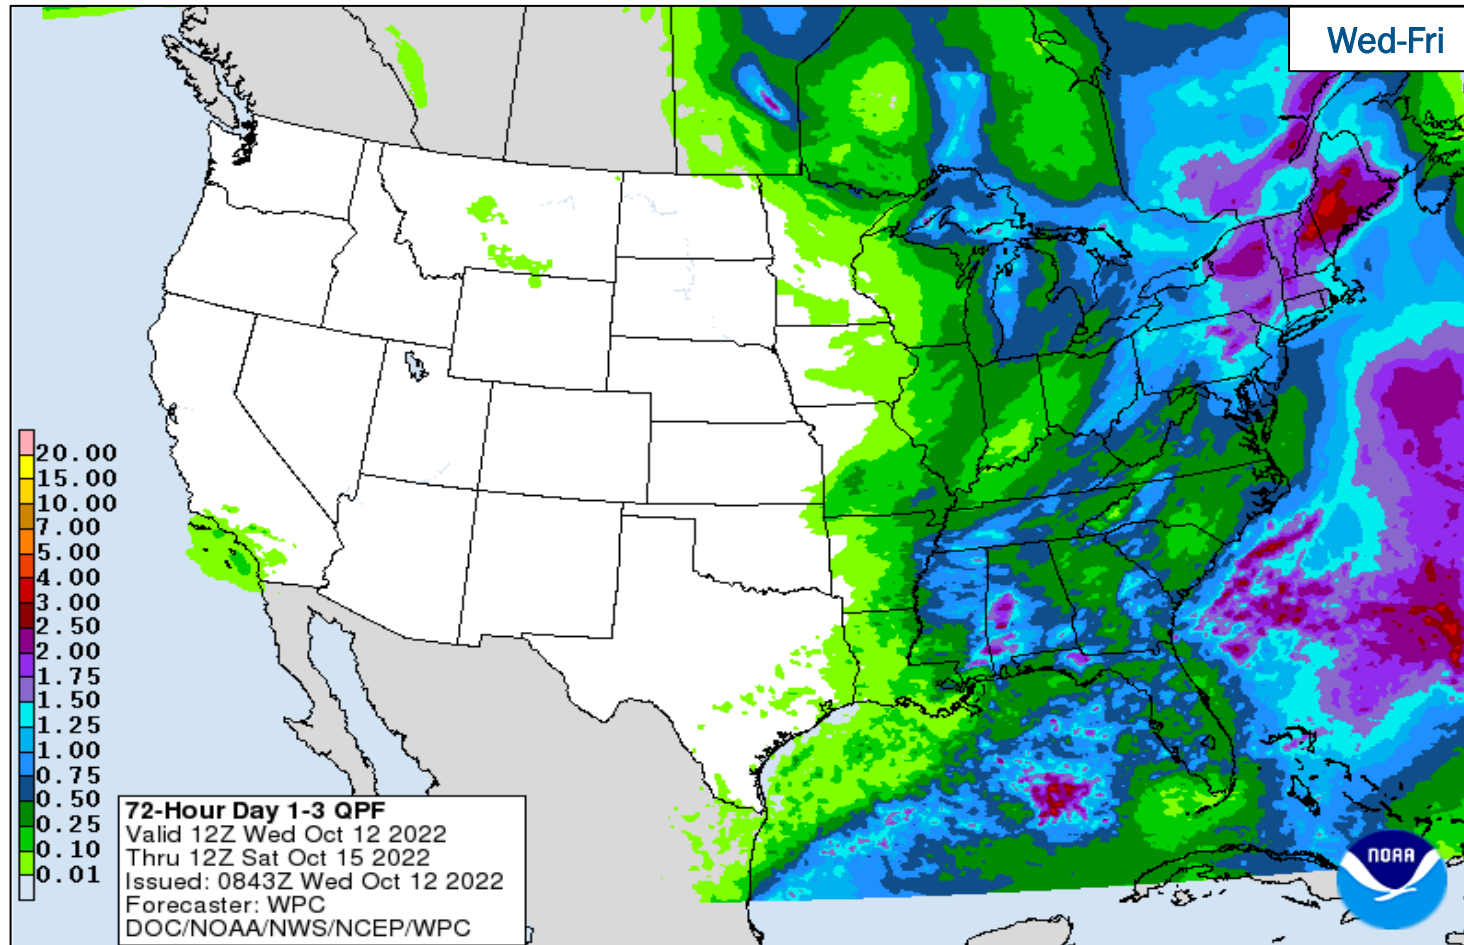 Wed-Fri
20.00
15.00
10.00
7.00
5.00
4.00
3.00
2.50
2.00
1.75
1.50
1.25
1.00
0.75
0.50
0.25
0.10
0.01
72-Hour Day 1-3 QPF
Valid 12Z Wed Oct 12 2022
Thru 12Z Sat Oct 15 2022
Issued: 0843Z Wed Oct 12 2022
Forecaster: WPC
DOC/NOAA/NWS/NCEP/WPC
NOAA